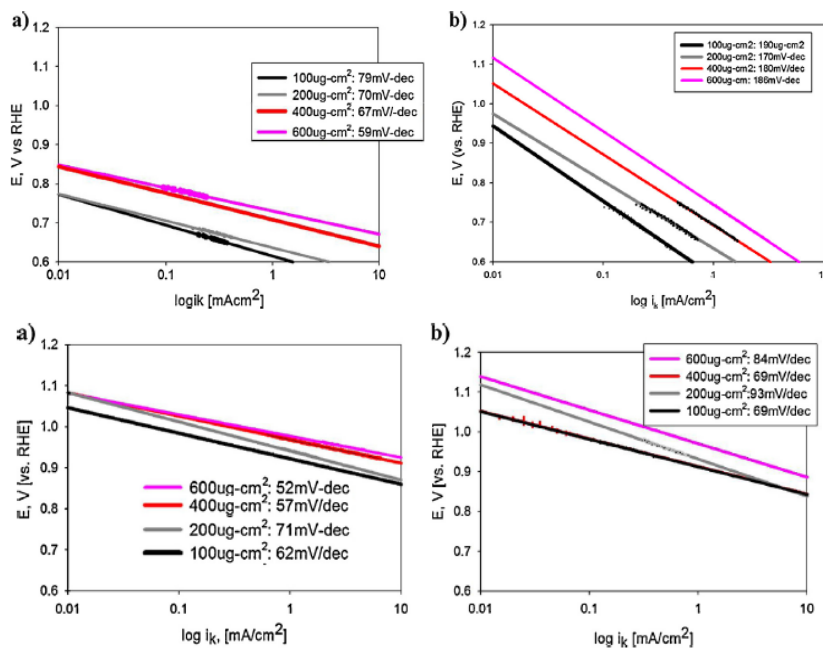 a)
1.2
1.1
1.0
0.9
0.8
0.7
0.6
E, V vs RHE
100ug-cm²: 79mV-dec
200ug-cm²: 70mV-dec
400ug-cm²: 67mV/-dec
600ug-cm²: 59mV-dec
0.01
0.1
1
10
logik [mAcm²]
b)
1.2
1.1
1.0
0.9
0.8
0.7
0.6
E, V (vs. RHE)
100ug-cm2: 190ug-cm2
200ug-cm2: 170mV-dec
400ug-cm2: 180mV/dec
600ug-cm: 186mV-dec
0.01
0.1
1
log iₖ [mA/cm²]
a)
1.2
1.1
1.0
0.9
0.8
0.7
0.6
E, V [vs. RHE]
600ug-cm²: 52mV-dec
400ug-cm²: 57mV/dec
200ug-cm²: 71mV-dec
100ug-cm²: 62mV/dec
0.01
0.1
1
10
log iₖ, [mA/cm²]
b)
1.2
1.1
1.0
0.9
0.8
0.7
0.6
E, V [vs. RHE]
600ug-cm²: 84mV/dec
400ug-cm²: 69mV/dec
200ug-cm²:93mV/dec
100ug-cm²: 69mV/dec
0.01
0.1
1
10
log iₖ [mA/cm²]